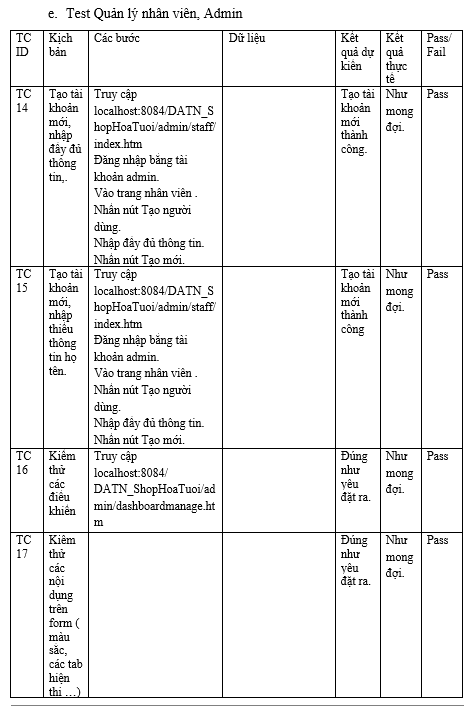 e. Test Quản lý nhân viên, Admin
TC
ID
Kịch
bản
Các bước
Dữ liệu
Kết
quả dự
kiến
Kết
quả
thực
tế
Pass/
Fail
TC
14
Tạo tài
khoản
mới,
nhập
đầy đủ
thông
tin,.
Truy cập
localhost:8084/DATN_S
hopHoaTuoi/admin/staff/
index.htm
Đăng nhập bằng tài
khoản admin.
Vào trang nhân viên .
Nhấn nút Tạo người
dùng.
Nhập đầy đủ thông tin.
Nhấn nút Tạo mới.
Tạo tài
khoản
mới
thành
công.
Như
mong
đợi.
Pass
TC
15
Tạo tài
khoản
mới,
nhập
thiếu
thông
tin họ
tên.
Truy cập
localhost:8084/DATN_S
hopHoaTuoi/admin/staff/
index.htm
Đăng nhập bằng tài
khoản admin.
Vào trang nhân viên .
Nhấn nút Tạo người
dùng.
Nhập đầy đủ thông tin.
Nhấn nút Tạo mới.
Tạo tài
khoản
mới
thành
công
Như
mong
đợi.
Pass
TC
16
Kiểm
thử
các
điều
khiển
Truy cập
localhost:8084/
DATN_ShopHoaTuoi/ad
min/dashboardmanage.ht
m
Đúng
như
yêu
đặt ra.
Như
mong
đợi.
Pass
TC
17
Kiểm
thử
các
nội
dụng
trên
form (
màu
sắc,
các tab
hiện
thị …)
Đúng
như
yêu
đặt ra.
Như
mong
đợi.
Pass